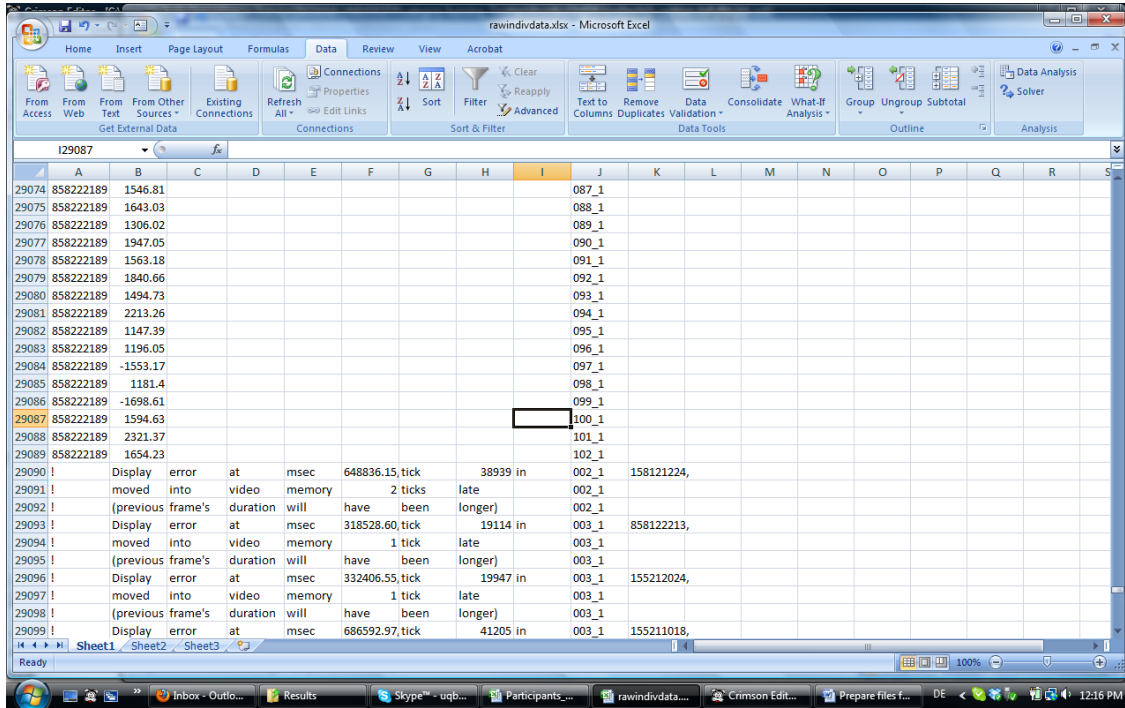 Crimson Editor - [C\
rawindivdata.xlsx - Microsoft Excel
Home Insert Page Layout Formulas Data Review View Acrobat
From Access From Web From Text From Other Sources Existing Connections Refresh All Connections Properties Edit Links Sort Filter Clear Reapply Advanced Text to Columns Remove Duplicates Data Validation Consolidate What-If Analysis Group Ungroup Subtotal Data Analysis Solver
Get External Data Connections Sort & Filter Data Tools Outline Analysis
I29087 fx
A B C D E F G H I J K L M N O P Q R S
29074 858222189 1546.81 087_1
29075 858222189 1643.03 088_1
29076 858222189 1306.02 089_1
29077 858222189 1947.05 090_1
29078 858222189 1563.18 091_1
29079 858222189 1840.66 092_1
29080 858222189 1494.73 093_1
29081 858222189 2213.26 094_1
29082 858222189 1147.39 095_1
29083 858222189 1196.05 096_1
29084 858222189 -1553.17 097_1
29085 858222189 1181.4 098_1
29086 858222189 -1698.61 099_1
29087 858222189 1594.63 100_1
29088 858222189 2321.37 101_1
29089 858222189 1654.23 102_1
29090 ! Display error at msec 648836.15, tick 38939 in 002_1 158121224,
29091 ! moved into video memory 2 ticks late 002_1
29092 ! (previous frame's duration will have been longer) 002_1
29093 ! Display error at msec 318528.60, tick 19114 in 003_1 858122213,
29094 ! moved into video memory 1 tick late 003_1
29095 ! (previous frame's duration will have been longer) 003_1
29096 ! Display error at msec 332406.55, tick 19947 in 003_1 155212024,
29097 ! moved into video memory 1 tick late 003_1
29098 ! (previous frame's duration will have been longer) 003_1
29099 ! Display error at msec 686592.97, tick 41205 in 003_1 155211018,
Sheet1 Sheet2 Sheet3
Ready 100%
Inbox - Outlo... Results Skype™ - uqb... Participants_... rawindivdata.... Crimson Edit... Prepare files f... DE 12:16 PM